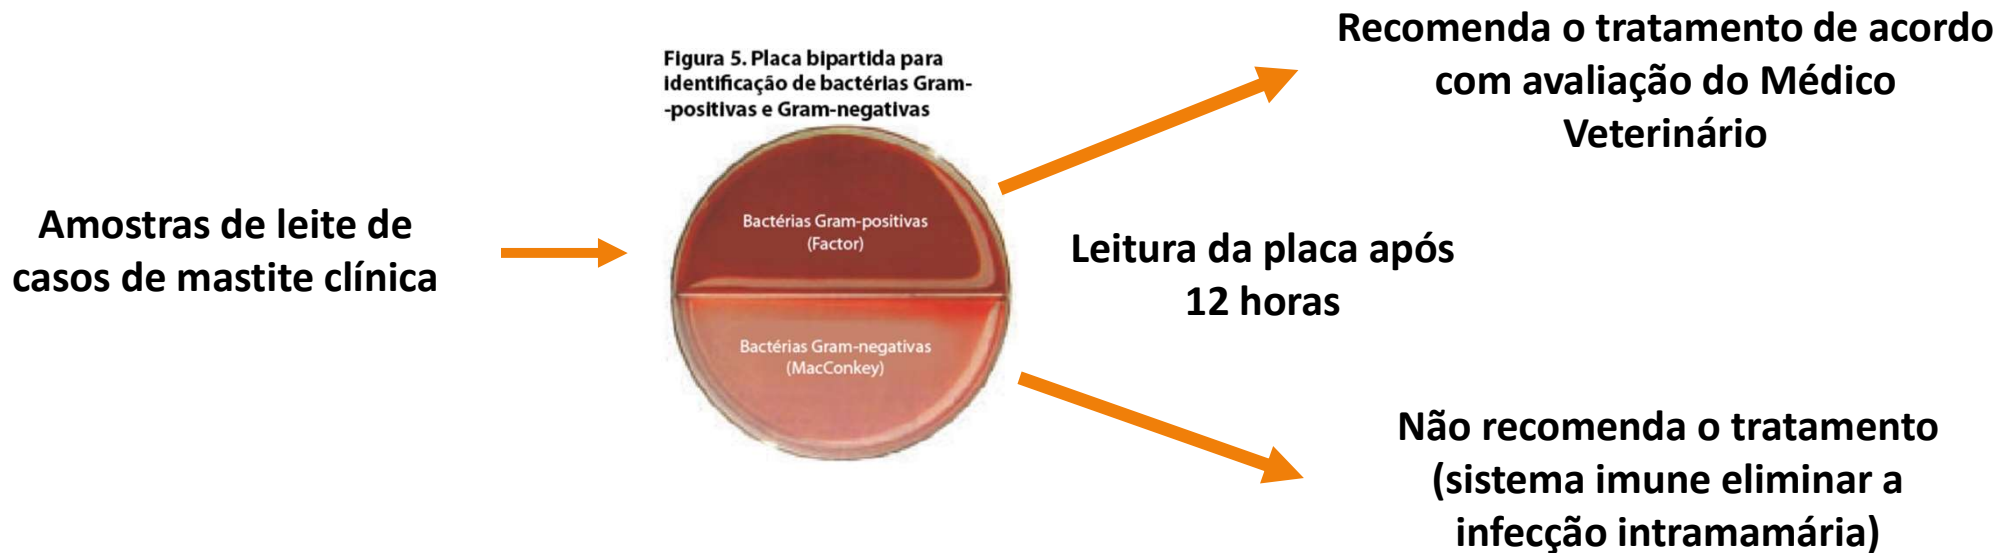 Amostras de leite de
casos de mastite clínica
Figura 5. Placa bipartida para
identificação de bactérias Gram-
-positivas e Gram-negativas
Bactérias Gram-positivas
(Factor)
Bactérias Gram-negativas
(MacConkey)
Leitura da placa após
12 horas
Recomenda o tratamento de acordo
com avaliação do Médico
Veterinário
Não recomenda o tratamento
(sistema imune eliminar a
infecção intramamária)